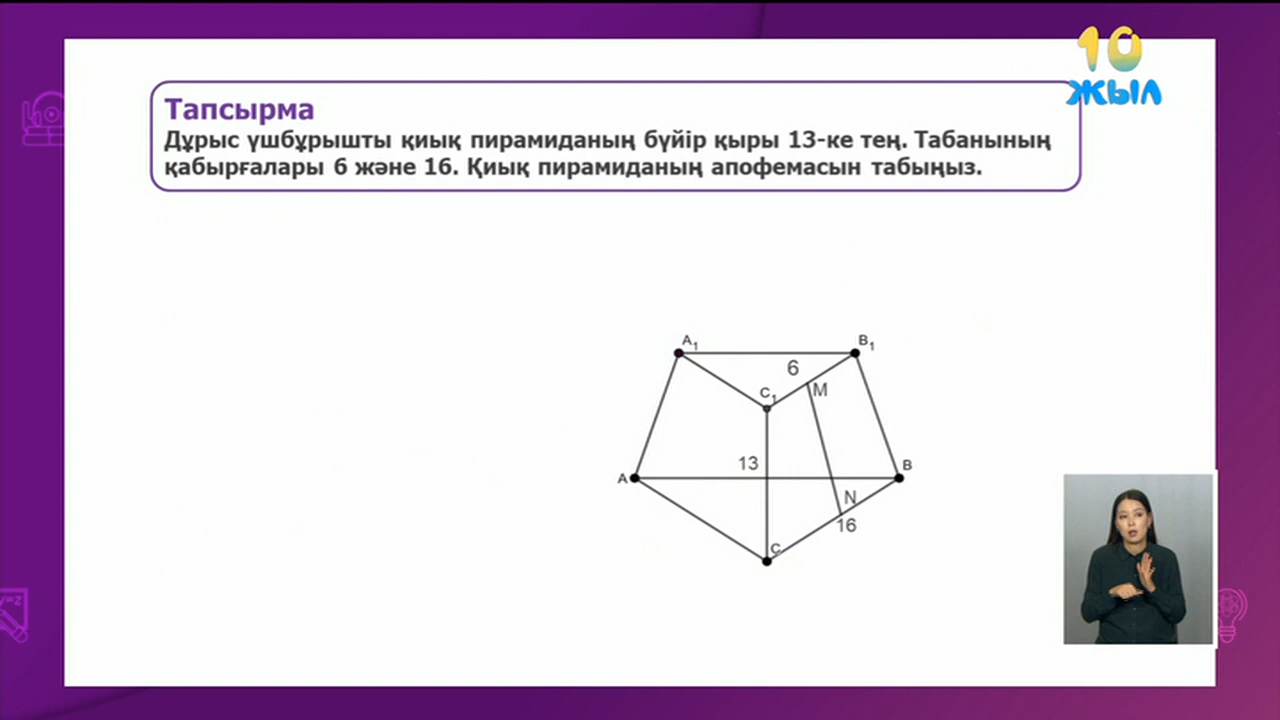 10
ЖЫЛ
Тапсырма
Дұрыс үшбұрышты қиық пирамиданың бүйір қыры 13-ке тең. Табанының
қабырғалары 6 және 16. Қиық пирамиданың апофемасын табыңыз.
A₁
B₁
6
C₁
M
13
A
B
N
16
C